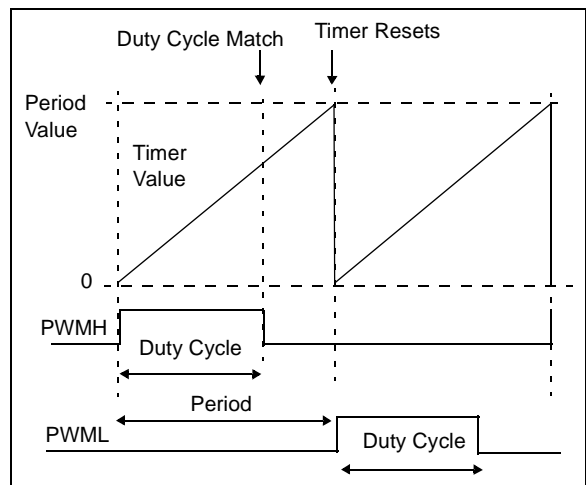 Duty Cycle Match
Timer Resets
Period
Value
Timer
Value
0
PWMH
Duty Cycle
Period
PWML
Duty Cycle